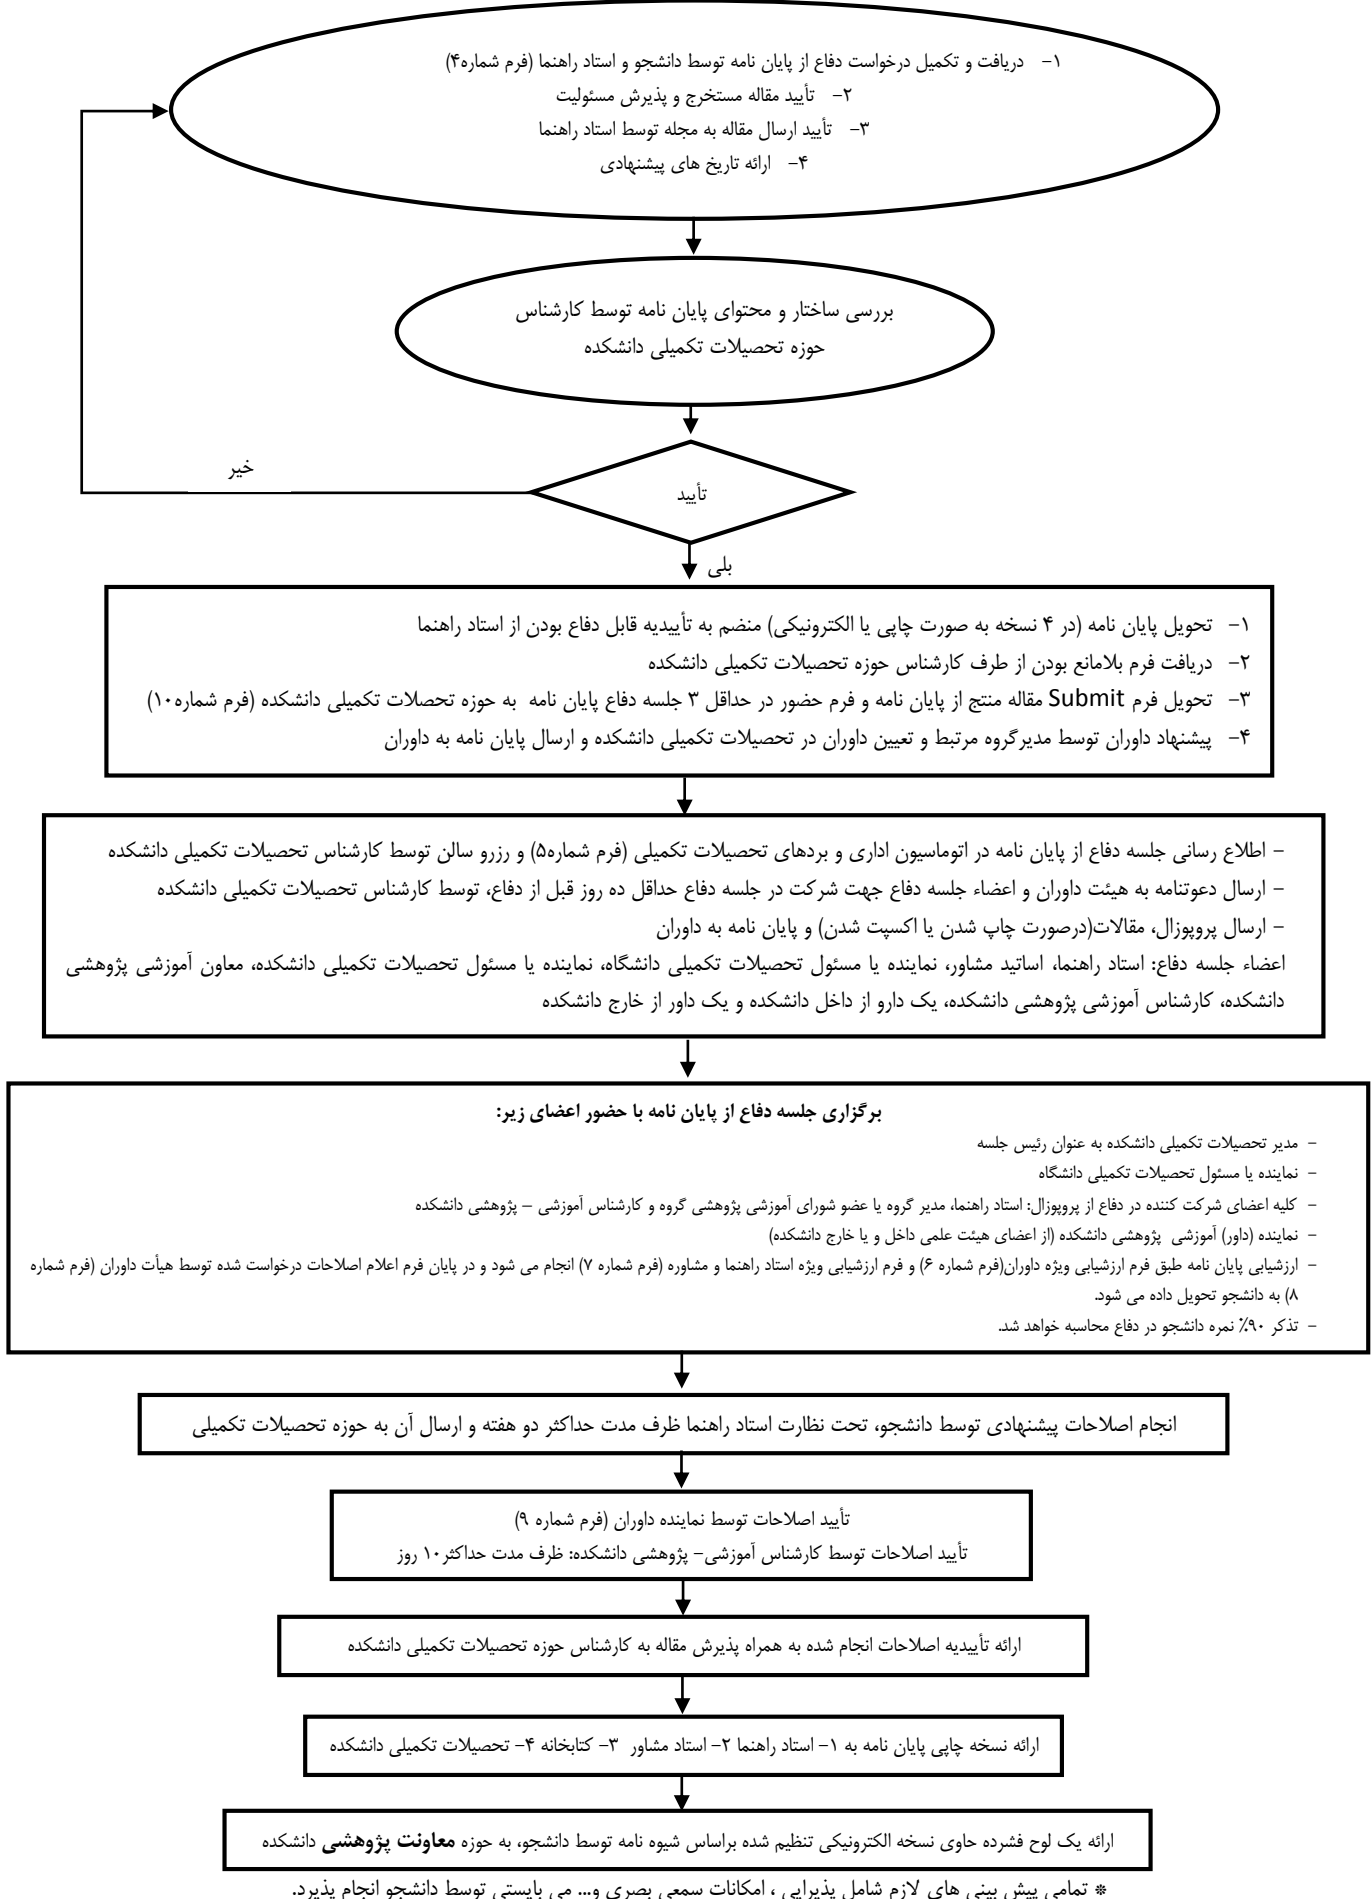 ۱- دریافت و تکمیل درخواست دفاع از پایان نامه توسط دانشجو و استاد راهنما (فرم شماره۴)
۲- تأیید مقاله مستخرج و پذیرش مسئولیت
۳- تأیید ارسال مقاله به مجله توسط استاد راهنما
۴- ارائه تاریخ های پیشنهادی
بررسی ساختار و محتوای پایان نامه توسط کارشناس
حوزه تحصیلات تکمیلی دانشکده
تأیید
خیر
بلی
۱- تحویل پایان نامه (در ۴ نسخه به صورت چاپی یا الکترونیکی) منضم به تأییدیه قابل دفاع بودن از استاد راهنما
۲- دریافت فرم بلامانع بودن از طرف کارشناس حوزه تحصیلات تکمیلی دانشکده
۳- تحویل فرم Submit مقاله منتج از پایان نامه و فرم حضور در حداقل ۳ جلسه دفاع پایان نامه به حوزه تحصلات تکمیلی دانشکده (فرم شماره۱۰)
۴- پیشنهاد داوران توسط مدیرگروه مرتبط و تعیین داوران در تحصیلات تکمیلی دانشکده و ارسال پایان نامه به داوران
- اطلاع رسانی جلسه دفاع از پایان نامه در اتوماسیون اداری و بردهای تحصیلات تکمیلی (فرم شماره۵) و رزرو سالن توسط کارشناس تحصیلات تکمیلی دانشکده
- ارسال دعوتنامه به هیئت داوران و اعضاء جلسه دفاع جهت شرکت در جلسه دفاع حداقل ده روز قبل از دفاع، توسط کارشناس تحصیلات تکمیلی دانشکده
- ارسال پروپوزال، مقالات(درصورت چاپ شدن یا اکسپت شدن) و پایان نامه به داوران
اعضاء جلسه دفاع: استاد راهنما، اساتید مشاور، نماینده یا مسئول تحصیلات تکمیلی دانشگاه، نماینده یا مسئول تحصیلات تکمیلی دانشکده، معاون آموزشی پژوهشی
دانشکده، کارشناس آموزشی پژوهشی دانشکده، یک دارو از داخل دانشکده و یک داور از خارج دانشکده
برگزاری جلسه دفاع از پایان نامه با حضور اعضای زیر:
- مدیر تحصیلات تکمیلی دانشکده به عنوان رئیس جلسه
- نماینده یا مسئول تحصیلات تکمیلی دانشگاه
- کلیه اعضای شرکت کننده در دفاع از پروپوزال: استاد راهنما، مدیر گروه یا عضو شورای آموزشی پژوهشی گروه و کارشناس آموزشی – پژوهشی دانشکده
- نماینده (داور) آموزشی پژوهشی دانشکده (از اعضای هیئت علمی داخل و یا خارج دانشکده)
- ارزشیابی پایان نامه طبق فرم ارزشیابی ویژه داوران(فرم شماره ۶) و فرم ارزشیابی ویژه استاد راهنما و مشاوره (فرم شماره ۷) انجام می شود و در پایان فرم اعلام اصلاحات درخواست شده توسط هیأت داوران (فرم شماره
۸) به دانشجو تحویل داده می شود.
- تذکر ۹۰٪ نمره دانشجو در دفاع محاسبه خواهد شد.
انجام اصلاحات پیشنهادی توسط دانشجو، تحت نظارت استاد راهنما ظرف مدت حداکثر دو هفته و ارسال آن به حوزه تحصیلات تکمیلی
تأیید اصلاحات توسط نماینده داوران (فرم شماره ۹)
تأیید اصلاحات توسط کارشناس آموزشی- پژوهشی دانشکده: ظرف مدت حداکثر۱۰ روز
ارائه تأییدیه اصلاحات انجام شده به همراه پذیرش مقاله به کارشناس حوزه تحصیلات تکمیلی دانشکده
ارائه نسخه چاپی پایان نامه به ۱- استاد راهنما ۲- استاد مشاور ۳- کتابخانه ۴- تحصیلات تکمیلی دانشکده
ارائه یک لوح فشرده حاوی نسخه الکترونیکی تنظیم شده براساس شیوه نامه توسط دانشجو، به حوزه معاونت پژوهشی دانشکده
* تمامی پیش بینی های لازم شامل پذیرایی ، امکانات سمعی بصری و... می بایستی توسط دانشجو انجام پذیرد.